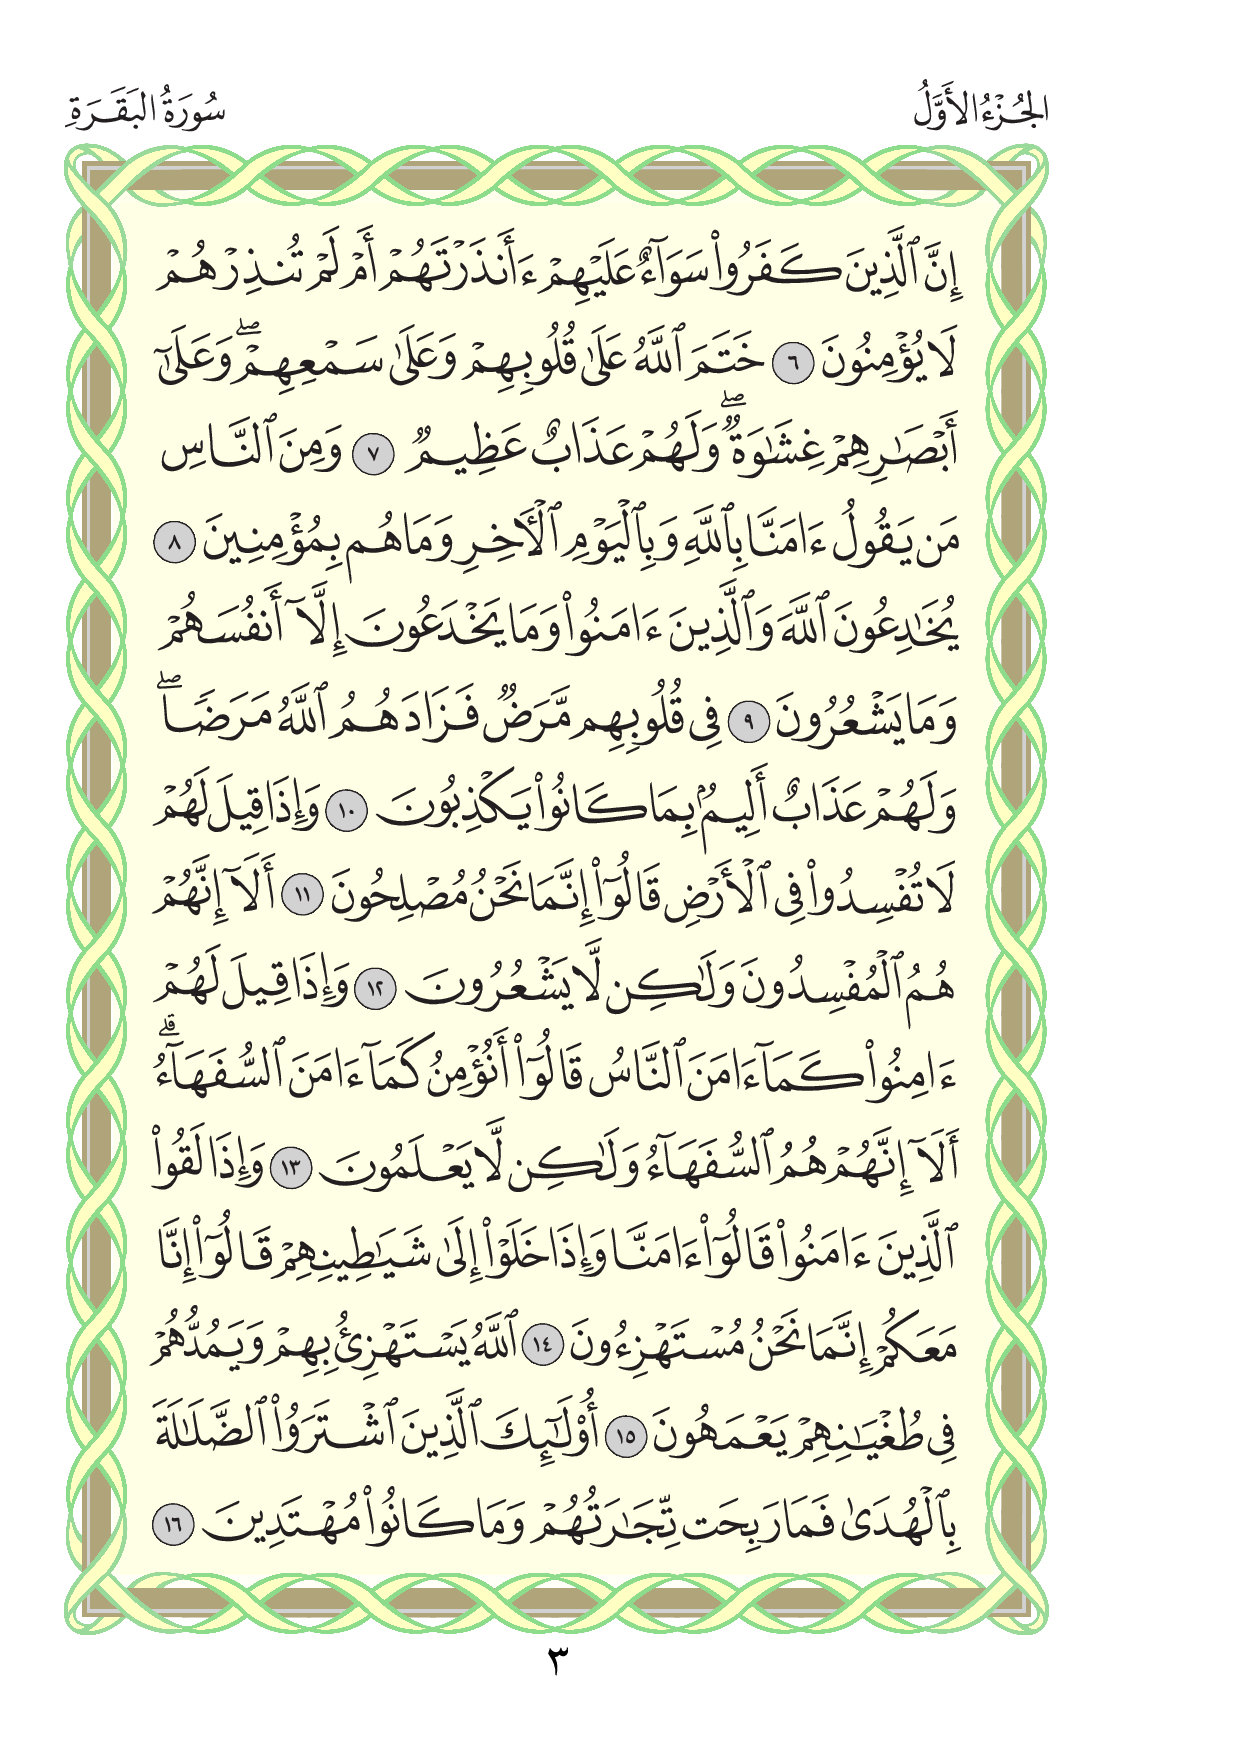 الجُزْءُ الأَوَّلُ
سُورَةُ البَقَرَةِ
إِنَّ ٱلَّذِينَ كَفَرُوا۟ سَوَآءٌ عَلَيْهِمْ ءَأَنذَرْتَهُمْ أَمْ لَمْ تُنذِرْهُمْ
لَا يُؤْمِنُونَ ٦ خَتَمَ ٱللَّهُ عَلَىٰ قُلُوبِهِمْ وَعَلَىٰ سَمْعِهِمْ ۖ وَعَلَىٰٓ
أَبْصَـٰرِهِمْ غِشَـٰوَةٌ ۖ وَلَهُمْ عَذَابٌ عَظِيمٌ ٧ وَمِنَ ٱلنَّاسِ
مَن يَقُولُ ءَامَنَّا بِٱللَّهِ وَبِٱلْيَوْمِ ٱلْـَٔاخِرِ وَمَا هُم بِمُؤْمِنِينَ ٨
يُخَـٰدِعُونَ ٱللَّهَ وَٱلَّذِينَ ءَامَنُوا۟ وَمَا يَخْدَعُونَ إِلَّآ أَنفُسَهُمْ
وَمَا يَشْعُرُونَ ٩ فِى قُلُوبِهِم مَّرَضٌ فَزَادَهُمُ ٱللَّهُ مَرَضًا ۖ
وَلَهُمْ عَذَابٌ أَلِيمٌۢ بِمَا كَانُوا۟ يَكْذِبُونَ ١٠ وَإِذَا قِيلَ لَهُمْ
لَا تُفْسِدُوا۟ فِى ٱلْأَرْضِ قَالُوٓا۟ إِنَّمَا نَحْنُ مُصْلِحُونَ ١١ أَلَآ إِنَّهُمْ
هُمُ ٱلْمُفْسِدُونَ وَلَـٰكِن لَّا يَشْعُرُونَ ١٢ وَإِذَا قِيلَ لَهُمْ
ءَامِنُوا۟ كَمَآ ءَامَنَ ٱلنَّاسُ قَالُوٓا۟ أَنُؤْمِنُ كَمَآ ءَامَنَ ٱلسُّفَهَآءُ ۗ
أَلَآ إِنَّهُمْ هُمُ ٱلسُّفَهَآءُ وَلَـٰكِن لَّا يَعْلَمُونَ ١٣ وَإِذَا لَقُوا۟
ٱلَّذِينَ ءَامَنُوا۟ قَالُوٓا۟ ءَامَنَّا وَإِذَا خَلَوْا۟ إِلَىٰ شَيَـٰطِينِهِمْ قَالُوٓا۟ إِنَّا
مَعَكُمْ إِنَّمَا نَحْنُ مُسْتَهْزِءُونَ ١٤ ٱللَّهُ يَسْتَهْزِئُ بِهِمْ وَيَمُدُّهُمْ
فِى طُغْيَـٰنِهِمْ يَعْمَهُونَ ١٥ أُو۟لَـٰٓئِكَ ٱلَّذِينَ ٱشْتَرَوُا۟ ٱلضَّلَـٰلَةَ
بِٱلْهُدَىٰ فَمَا رَبِحَت تِّجَـٰرَتُهُمْ وَمَا كَانُوا۟ مُهْتَدِينَ ١٦
٣